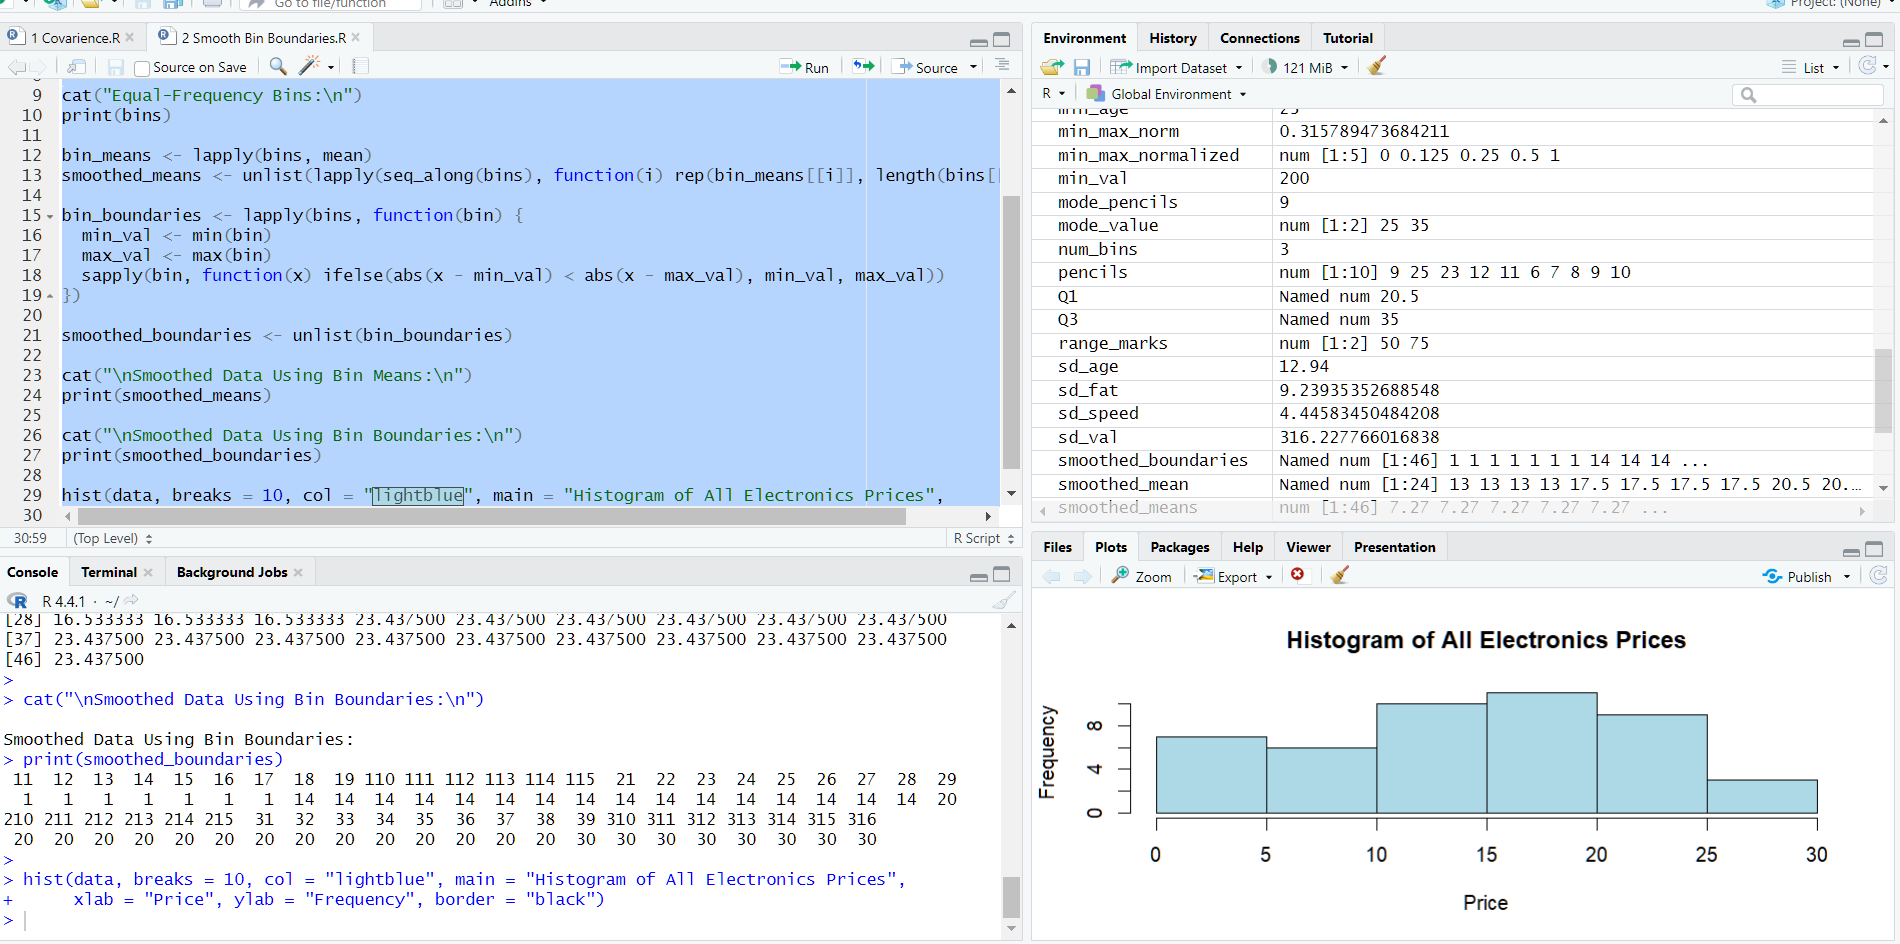 Go to file/function
Addins
Project: (None)
1 Covarience.R
2 Smooth Bin Boundaries.R
Source on Save
Run
Source
9 cat("Equal-Frequency Bins:\n")
10 print(bins)
11
12 bin_means <- lapply(bins, mean)
13 smoothed_means <- unlist(lapply(seq_along(bins), function(i) rep(bin_means[[i]], length(bins[
14
15 bin_boundaries <- lapply(bins, function(bin) {
16 min_val <- min(bin)
17 max_val <- max(bin)
18 sapply(bin, function(x) ifelse(abs(x - min_val) < abs(x - max_val), min_val, max_val))
19 })
20
21 smoothed_boundaries <- unlist(bin_boundaries)
22
23 cat("\nSmoothed Data Using Bin Means:\n")
24 print(smoothed_means)
25
26 cat("\nSmoothed Data Using Bin Boundaries:\n")
27 print(smoothed_boundaries)
28
29 hist(data, breaks = 10, col = "lightblue", main = "Histogram of All Electronics Prices",
30
30:59 (Top Level) R Script
Console Terminal Background Jobs
R R 4.4.1 · ~/
[28] 16.533333 16.533333 16.533333 23.437500 23.437500 23.437500 23.437500 23.437500 23.437500
[37] 23.437500 23.437500 23.437500 23.437500 23.437500 23.437500 23.437500 23.437500 23.437500
[46] 23.437500
>
> cat("\nSmoothed Data Using Bin Boundaries:\n")
Smoothed Data Using Bin Boundaries:
> print(smoothed_boundaries)
11 12 13 14 15 16 17 18 19 110 111 112 113 114 115 21 22 23 24 25 26 27 28 29
1 1 1 1 1 1 1 14 14 14 14 14 14 14 14 14 14 14 14 14 14 14 14 20
210 211 212 213 214 215 31 32 33 34 35 36 37 38 39 310 311 312 313 314 315 316
20 20 20 20 20 20 20 20 20 20 20 20 20 20 30 30 30 30 30 30 30 30
>
> hist(data, breaks = 10, col = "lightblue", main = "Histogram of All Electronics Prices",
+ xlab = "Price", ylab = "Frequency", border = "black")
>
Environment History Connections Tutorial
Import Dataset 121 MiB List
R Global Environment
min_age 25
min_max_norm 0.315789473684211
min_max_normalized num [1:5] 0 0.125 0.25 0.5 1
min_val 200
mode_pencils 9
mode_value num [1:2] 25 35
num_bins 3
pencils num [1:10] 9 25 23 12 11 6 7 8 9 10
Q1 Named num 20.5
Q3 Named num 35
range_marks num [1:2] 50 75
sd_age 12.94
sd_fat 9.23935352688548
sd_speed 4.44583450484208
sd_val 316.227766016838
smoothed_boundaries Named num [1:46] 1 1 1 1 1 1 1 14 14 14 ...
smoothed_mean Named num [1:24] 13 13 13 13 17.5 17.5 17.5 17.5 20.5 20.…
smoothed_means num [1:46] 7.27 7.27 7.27 7.27 7.27 ...
Files Plots Packages Help Viewer Presentation
Zoom Export Publish
Histogram of All Electronics Prices
Frequency
8
4
0
0 5 10 15 20 25 30
Price